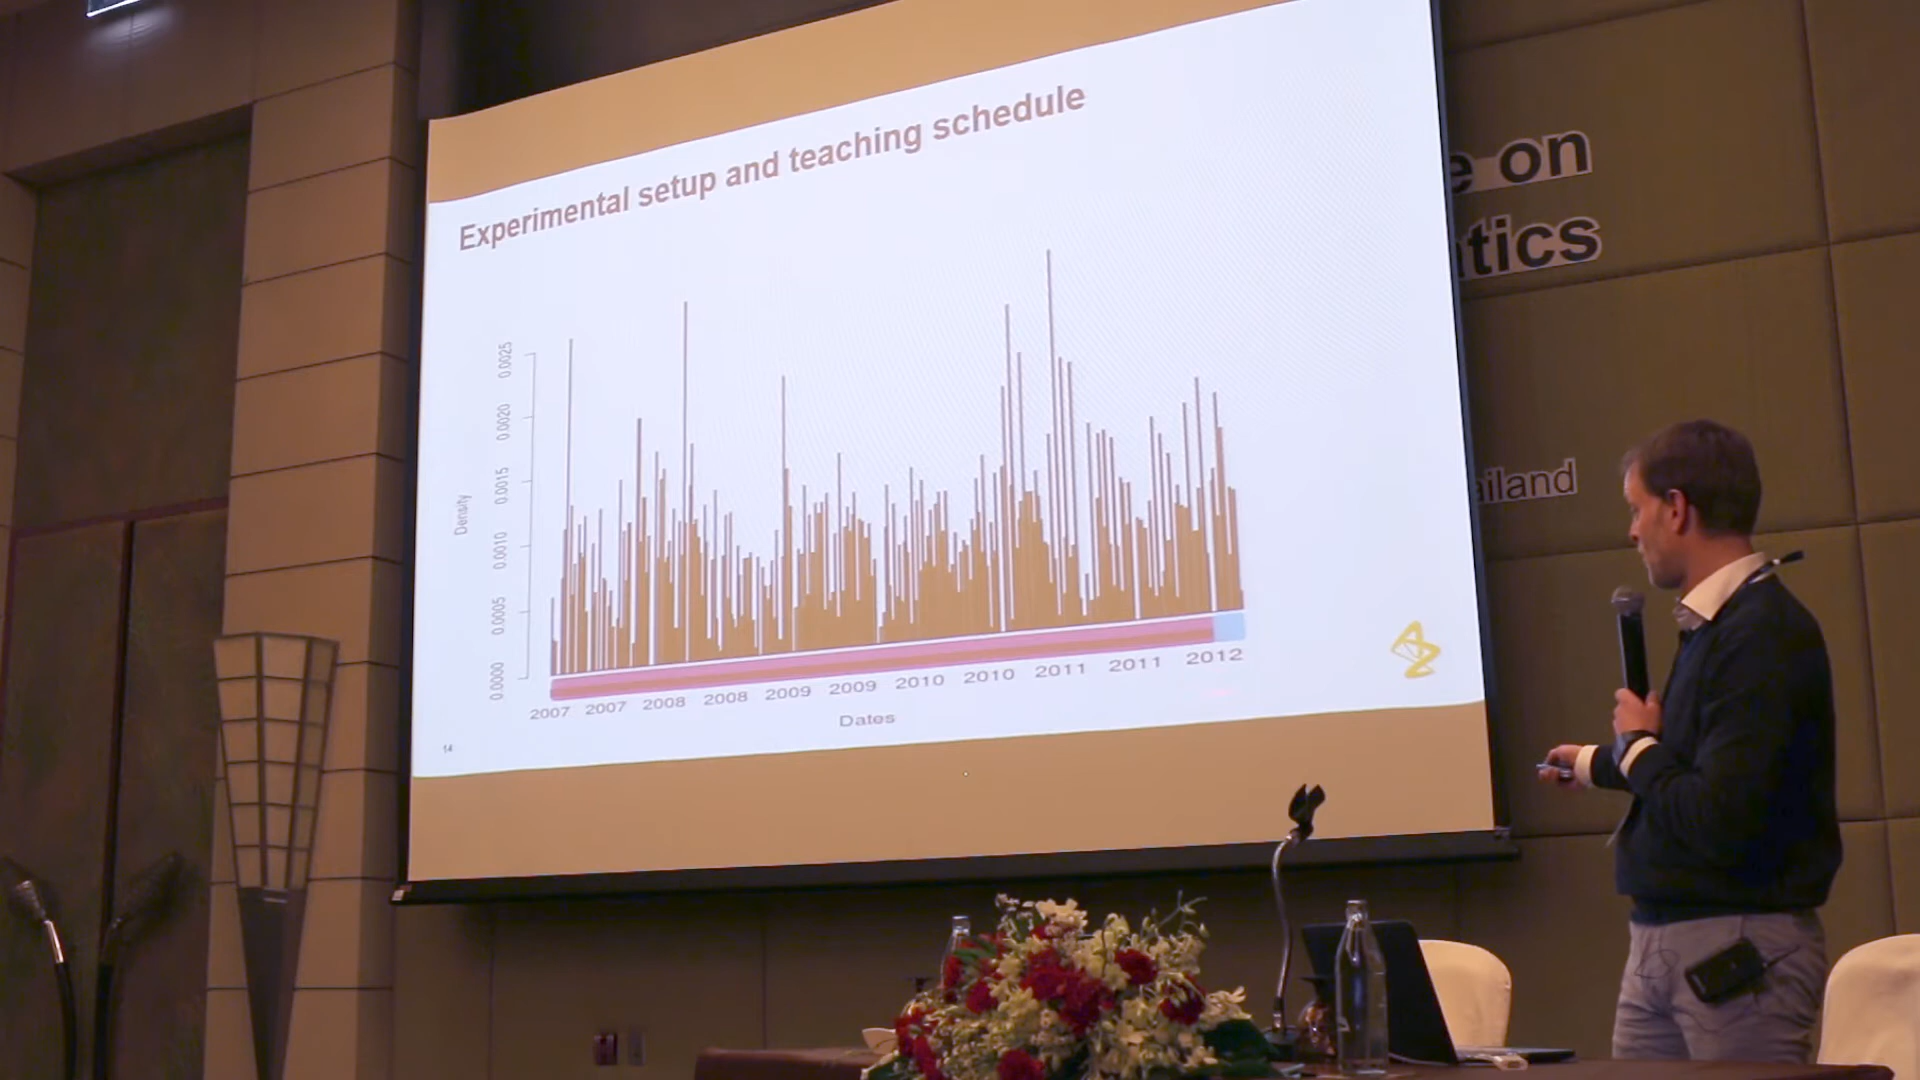 Experimental setup and teaching schedule
Density
0.0000 0.0005 0.0010 0.0015 0.0020 0.0025
2007 2007 2008 2008 2009 2009 2010 2010 2011 2011 2012
Dates
14
e on
tics
ailand